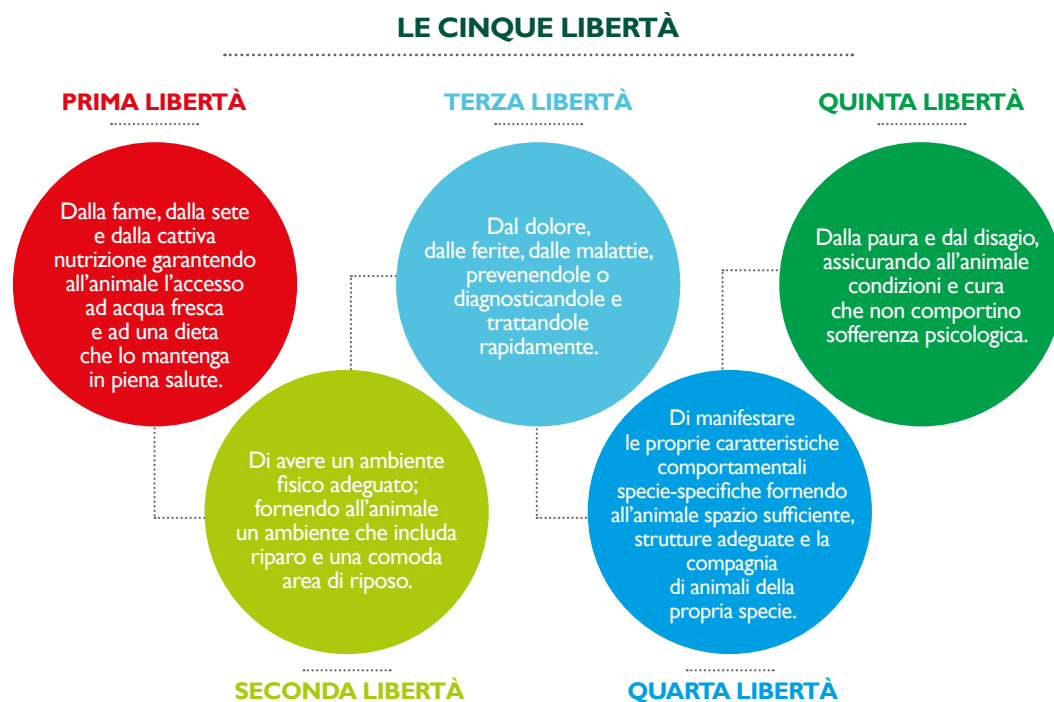 LE CINQUE LIBERTÀ
PRIMA LIBERTÀ
Dalla fame, dalla sete
e dalla cattiva
nutrizione garantendo
all’animale l’accesso
ad acqua fresca
e ad una dieta
che lo mantenga
in piena salute.
SECONDA LIBERTÀ
Di avere un ambiente
fisico adeguato;
fornendo all’animale
un ambiente che includa
riparo e una comoda
area di riposo.
TERZA LIBERTÀ
Dal dolore,
dalle ferite, dalle malattie,
prevenendole o
diagnosticandole e
trattandole
rapidamente.
QUARTA LIBERTÀ
Di manifestare
le proprie caratteristiche
comportamentali
specie-specifiche fornendo
all’animale spazio sufficiente,
strutture adeguate e la
compagnia
di animali della
propria specie.
QUINTA LIBERTÀ
Dalla paura e dal disagio,
assicurando all’animale
condizioni e cura
che non comportino
sofferenza psicologica.